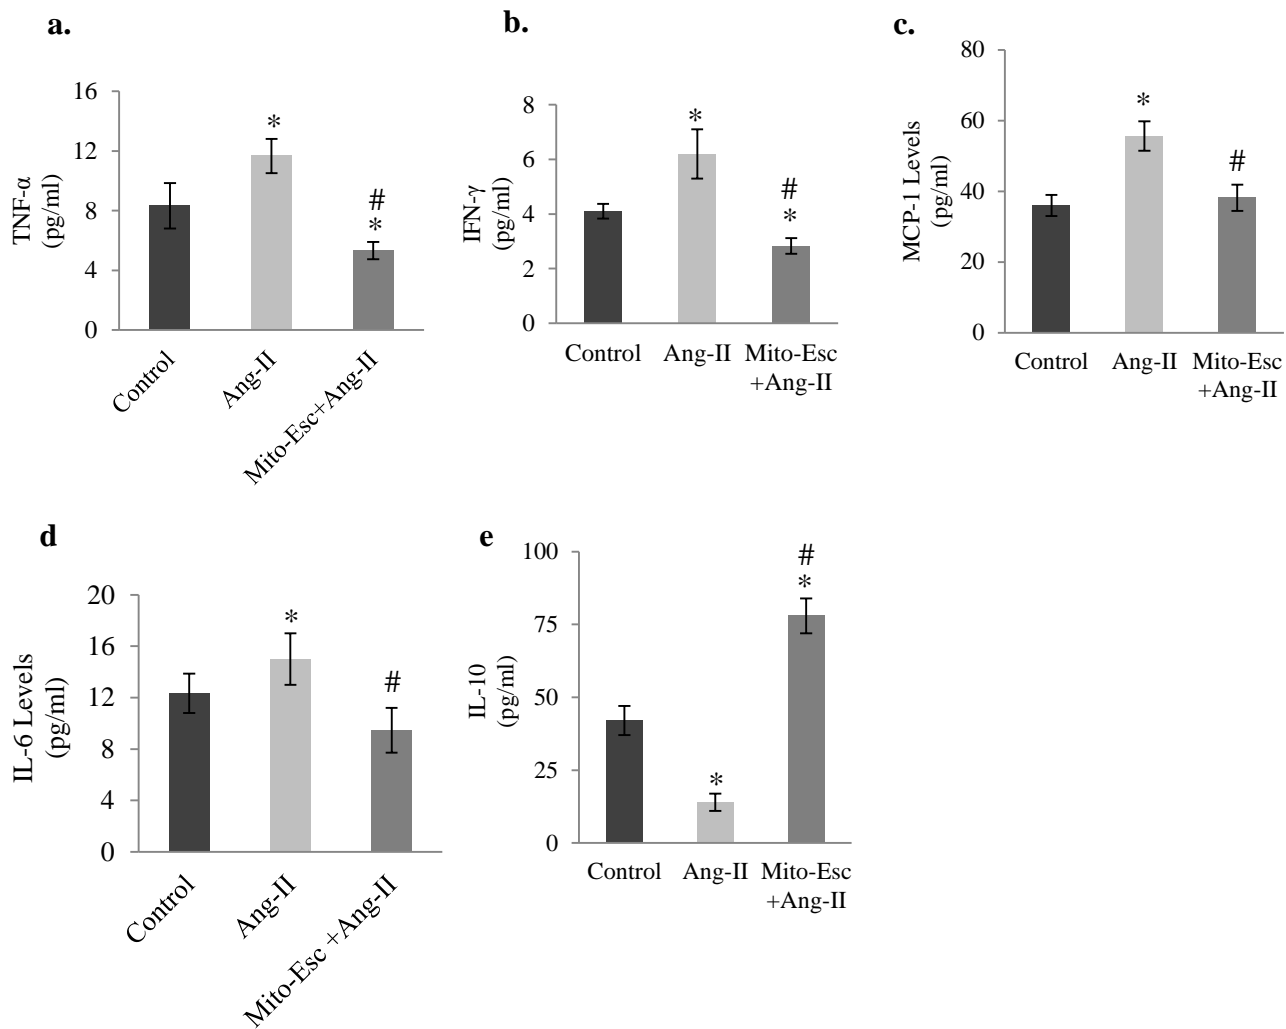 a.
TNF-α
(pg/ml)
16
12
8
4
0
*
#
*
Control
Ang-II
Mito-Esc+Ang-II
b.
IFN-γ
(pg/ml)
8
6
4
2
0
*
#
*
Control
Ang-II
Mito-Esc
+Ang-II
c.
MCP-1 Levels
(pg/ml)
80
60
40
20
0
*
#
Control
Ang-II
Mito-Esc
+Ang-II
d
IL-6 Levels
(pg/ml)
20
16
12
8
4
0
*
#
Control
Ang-II
Mito-Esc +Ang-II
e
IL-10
(pg/ml)
100
75
50
25
0
*
#
*
Control
Ang-II
Mito-Esc
+Ang-II